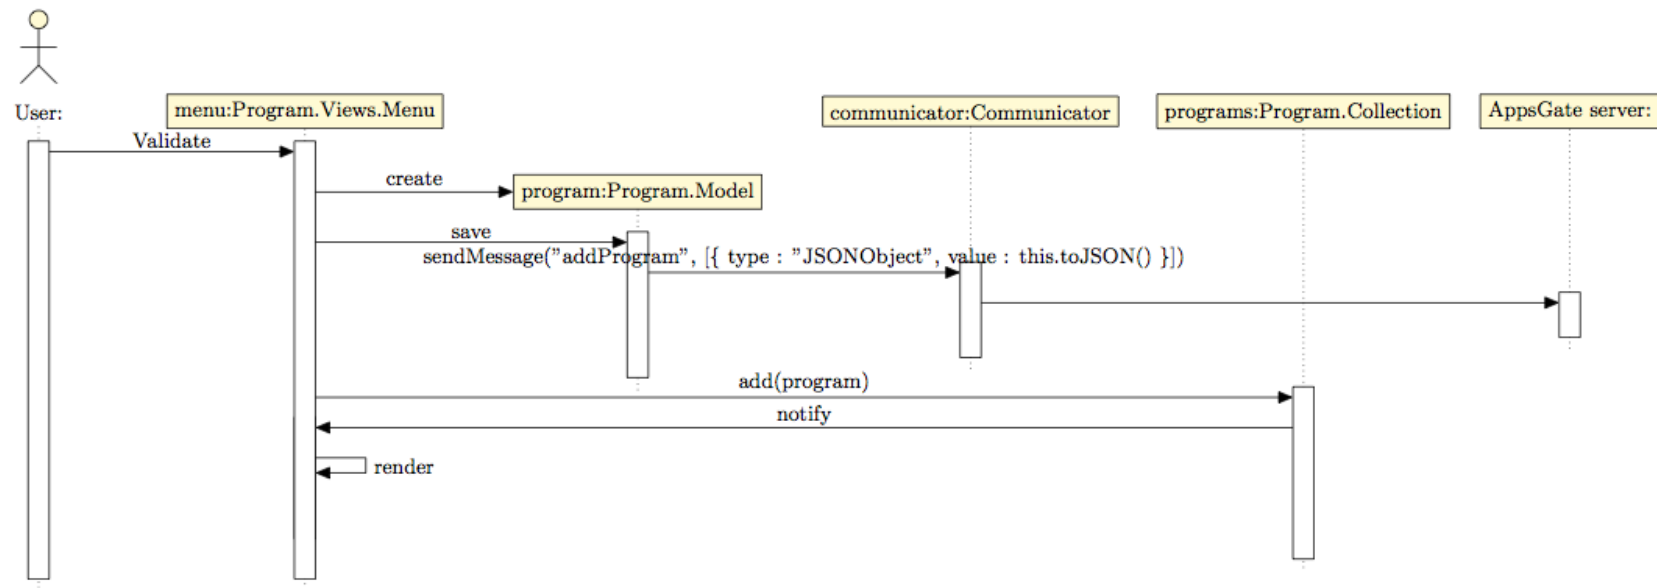 User:
menu:Program.Views.Menu
communicator:Communicator
programs:Program.Collection
AppsGate server:
Validate
create
program:Program.Model
save
sendMessage("addProgram", [{ type : "JSONObject", value : this.toJSON() }])
add(program)
notify
render